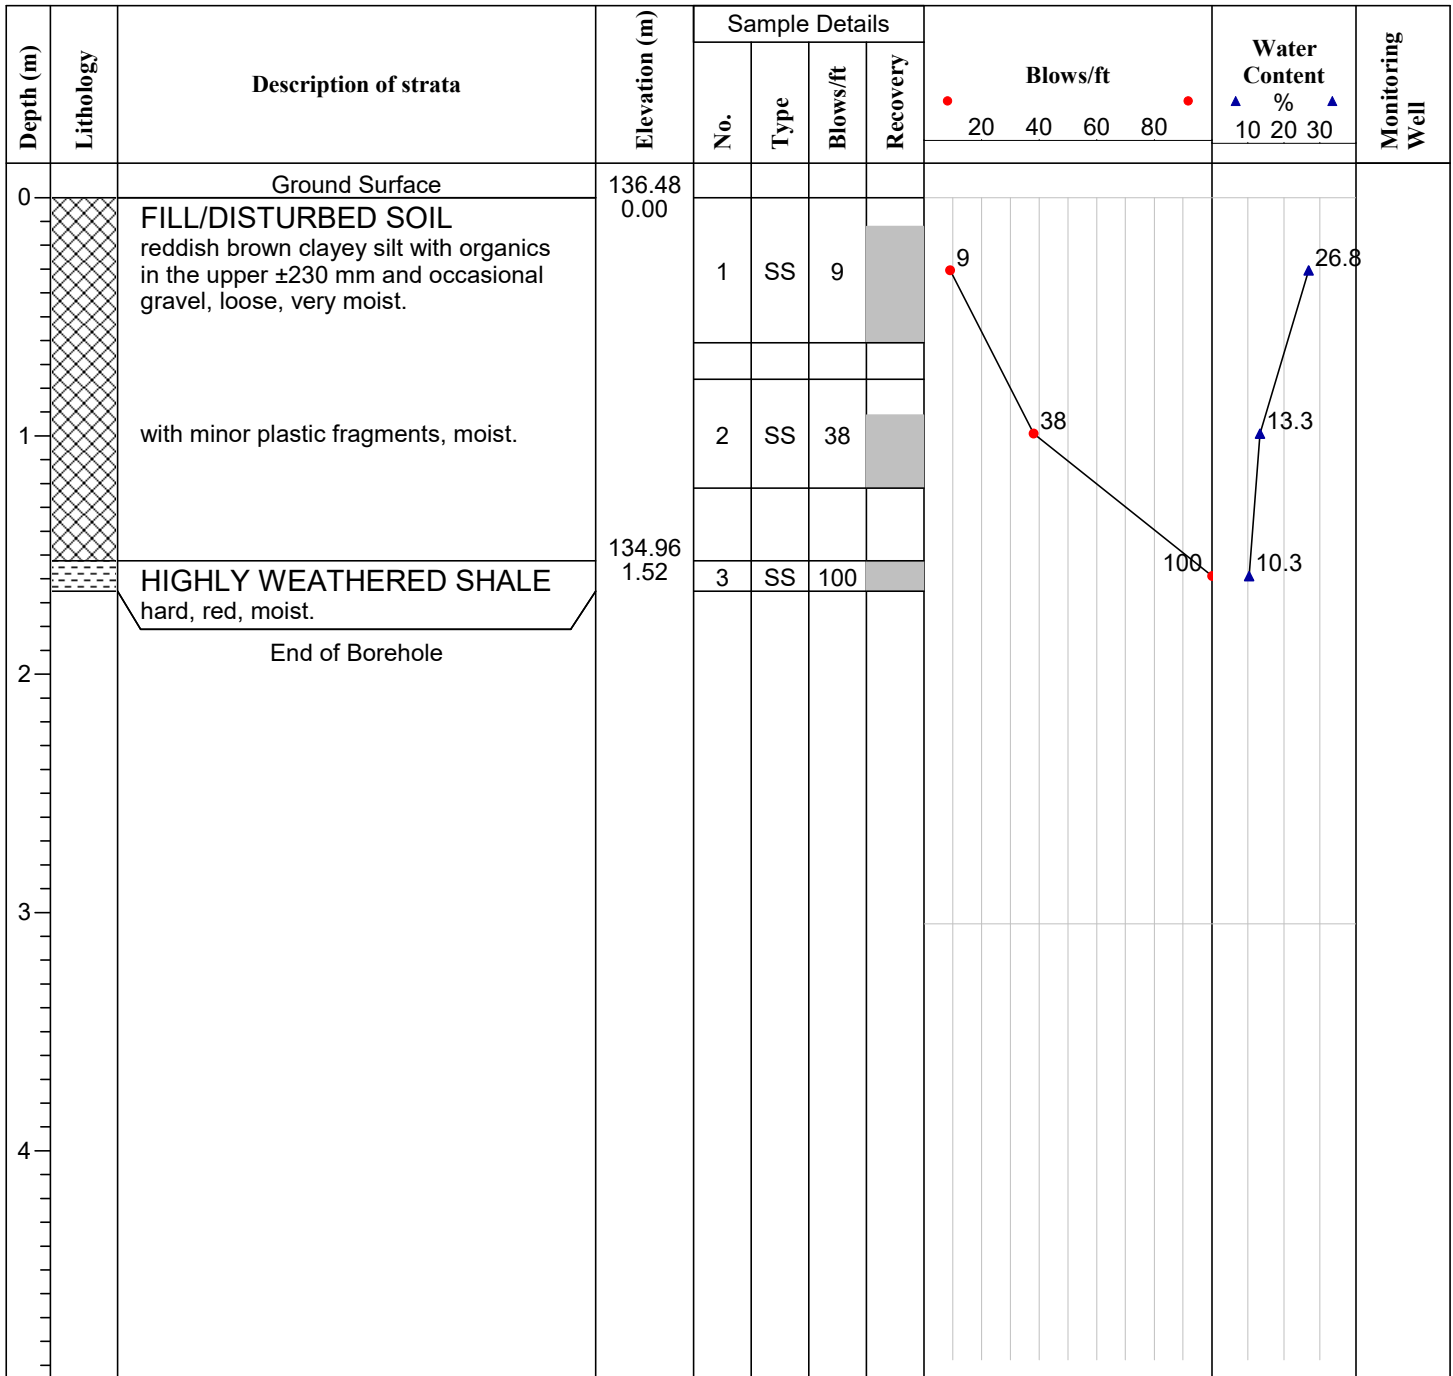 Depth (m)
Lithology
Description of strata
Elevation (m)
Sample Details
No.
Type
Blows/ft
Recovery
Blows/ft
20 40 60 80
Water
Content
%
10 20 30
Monitoring
Well
Ground Surface
136.48
0
FILL/DISTURBED SOIL
0.00
reddish brown clayey silt with organics
in the upper ±230 mm and occasional
gravel, loose, very moist.
1 SS 9
9
26.8
1
with minor plastic fragments, moist.
2 SS 38
38
13.3
134.96
HIGHLY WEATHERED SHALE
1.52
hard, red, moist.
3 SS 100
100
10.3
End of Borehole
2
3
4